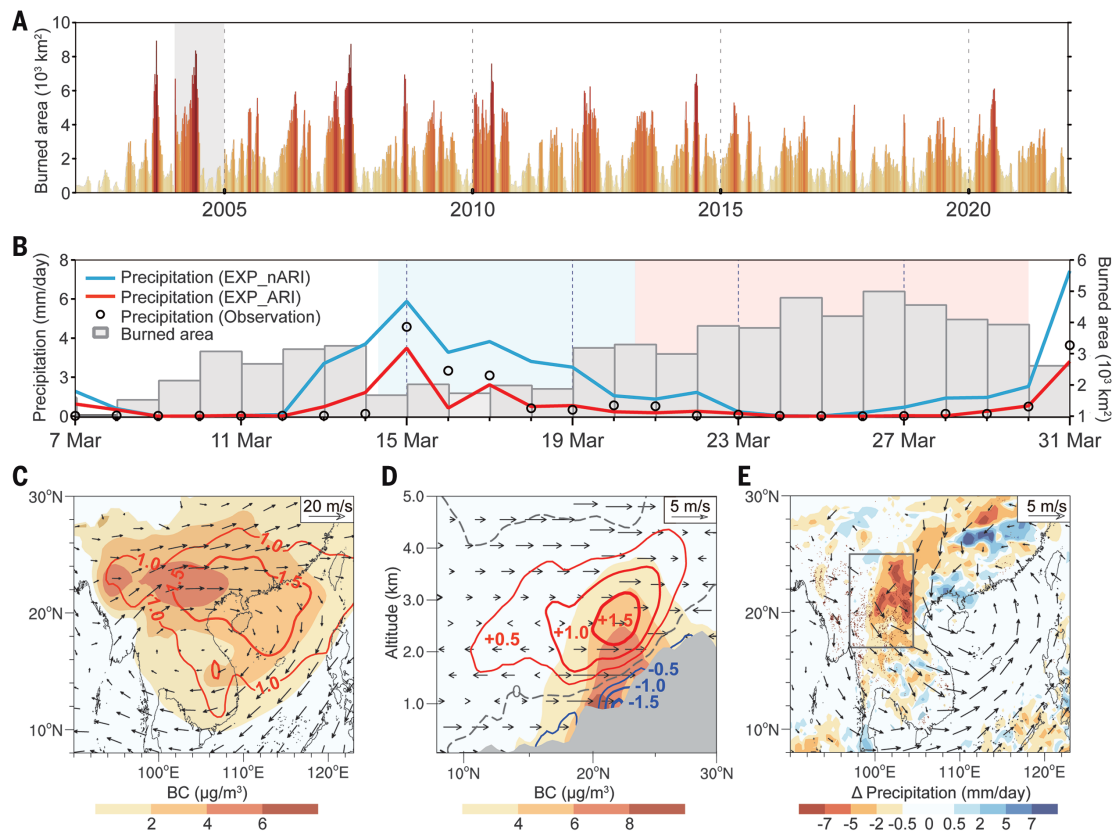 A
Burned area (10³ km²)
10
8
6
4
2
0
2005
2010
2015
2020
B
Precipitation (mm/day)
8
6
4
3
0
Precipitation (EXP_nARI)
Precipitation (EXP_ARI)
Precipitation (Observation)
Burned area
6
5
4
3
2
1
Burned area (10³ km²)
7 Mar
11 Mar
15 Mar
19 Mar
23 Mar
27 Mar
31 Mar
C
30°N
20°N
10°N
20 m/s
1.0
1.0
1.5
1.5
1.0
1.0
100°E
110°E
120°E
BC (μg/m³)
2 4 6
D
Altitude (km)
5.0
4.0
3.0
2.0
1.0
5 m/s
+0.5
+1.0
+1.5
-0.5
-1.0
-1.5
0
10°N
20°N
30°N
BC (μg/m³)
4 6 8
E
30°N
20°N
10°N
5 m/s
100°E
110°E
120°E
Δ Precipitation (mm/day)
-7 -5 -2 -0.5 0 0.5 2 5 7